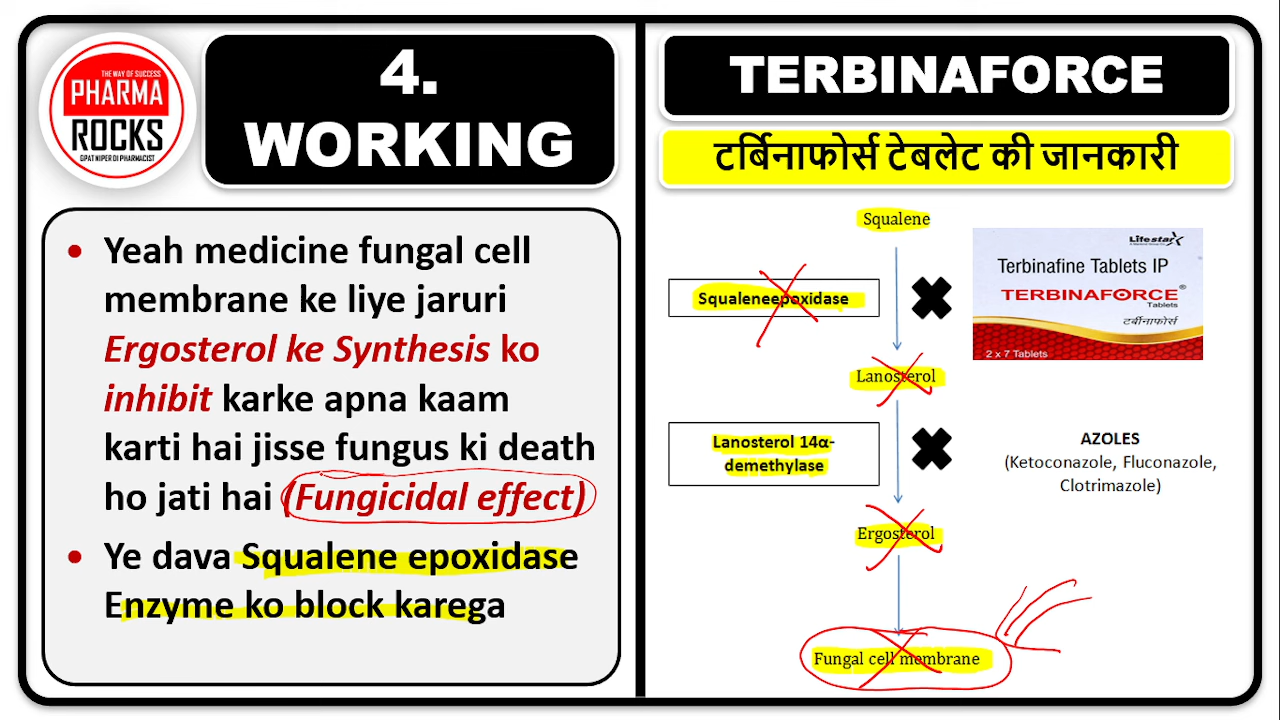 THE WAY OF SUCCESS
PHARMA
ROCKS
GPAT NIPER DI PHARMACIST
4.
WORKING
• Yeah medicine fungal cell
membrane ke liye jaruri
Ergosterol ke Synthesis ko
inhibit karke apna kaam
karti hai jisse fungus ki death
ho jati hai (Fungicidal effect)
• Ye dava Squalene epoxidase
Enzyme ko block karega
TERBINAFORCE
टर्बिनाफोर्स टेबलेट की जानकारी
Squalene
Squaleneepoxidase
Lifestar
Terbinafine Tablets IP
TERBINAFORCE®
Tablets
टर्बीनाफोर्स
2 x 7 Tablets
Lanosterol
Lanosterol 14α-
demethylase
AZOLES
(Ketoconazole, Fluconazole,
Clotrimazole)
Ergosterol
Fungal cell membrane